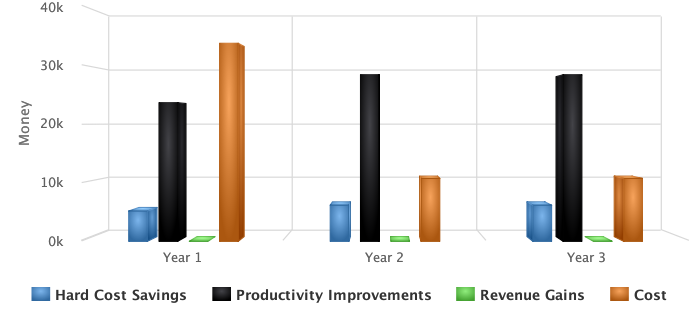 40k
30k
20k
10k
0k
Money
Year 1 Year 2 Year 3
Hard Cost Savings Productivity Improvements Revenue Gains Cost